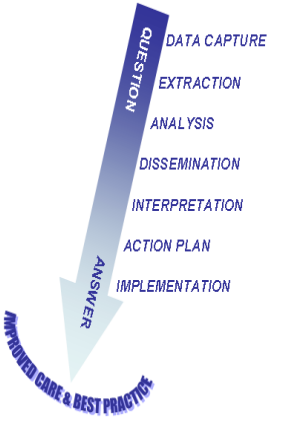 QUESTION
DATA CAPTURE
EXTRACTION
ANALYSIS
DISSEMINATION
INTERPRETATION
ACTION PLAN
IMPLEMENTATION
ANSWER
IMPROVED CARE & BEST PRACTICE